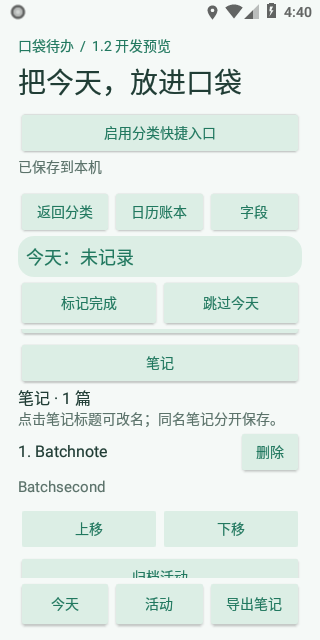 4:40
口袋待办 / 1.2 开发预览
把今天，放进口袋
启用分类快捷入口
已保存到本机
返回分类 日历账本 字段
今天：未记录
标记完成 跳过今天
笔记
笔记 · 1 篇
点击笔记标题可改名；同名笔记分开保存。
1. Batchnote 删除
Batchsecond
上移 下移
归档活动
今天 活动 导出笔记